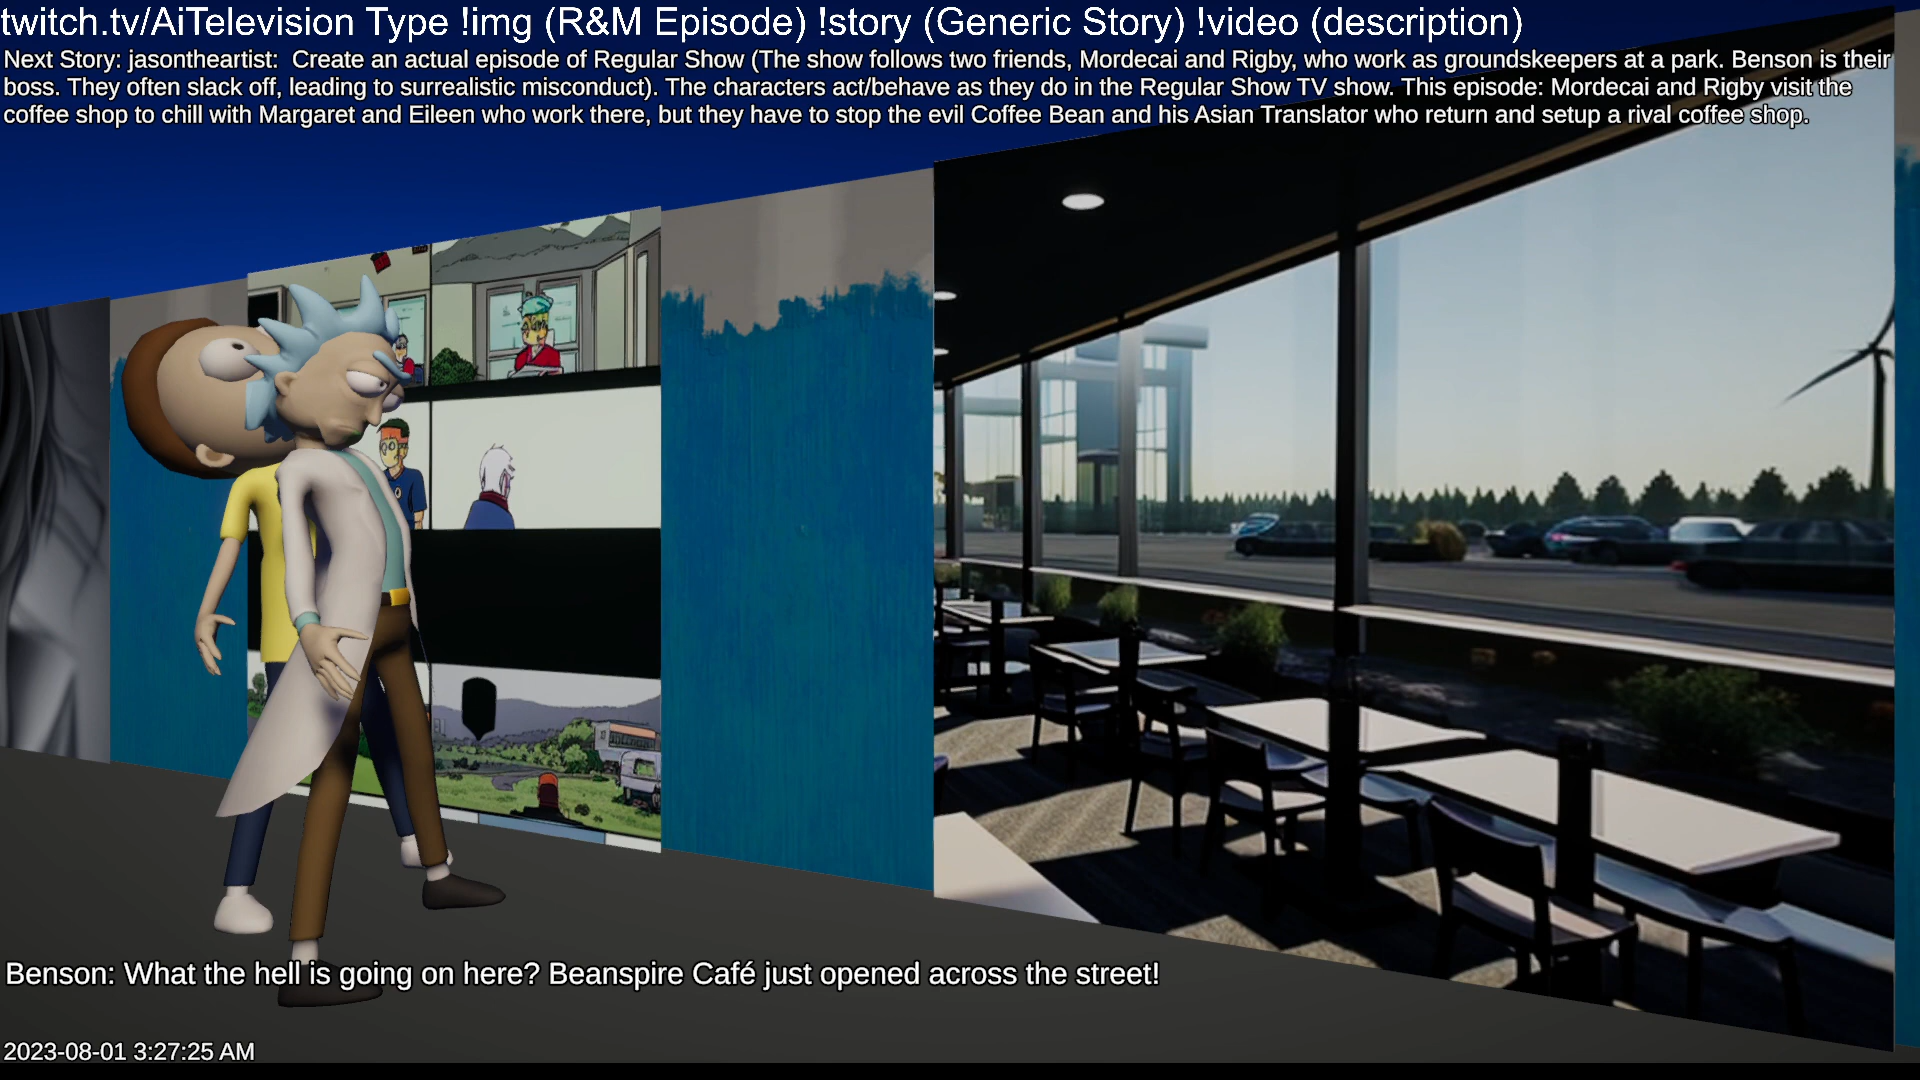 twitch.tv/AiTelevision Type !img (R&M Episode) !story (Generic Story) !video (description)
Next Story: jasontheartist:  Create an actual episode of Regular Show (The show follows two friends, Mordecai and Rigby, who work as groundskeepers at a park. Benson is their
boss. They often slack off, leading to surrealistic misconduct). The characters act/behave as they do in the Regular Show TV show. This episode: Mordecai and Rigby visit the
coffee shop to chill with Margaret and Eileen who work there, but they have to stop the evil Coffee Bean and his Asian Translator who return and setup a rival coffee shop.
Benson: What the hell is going on here? Beanspire Café just opened across the street!
2023-08-01 3:27:25 AM